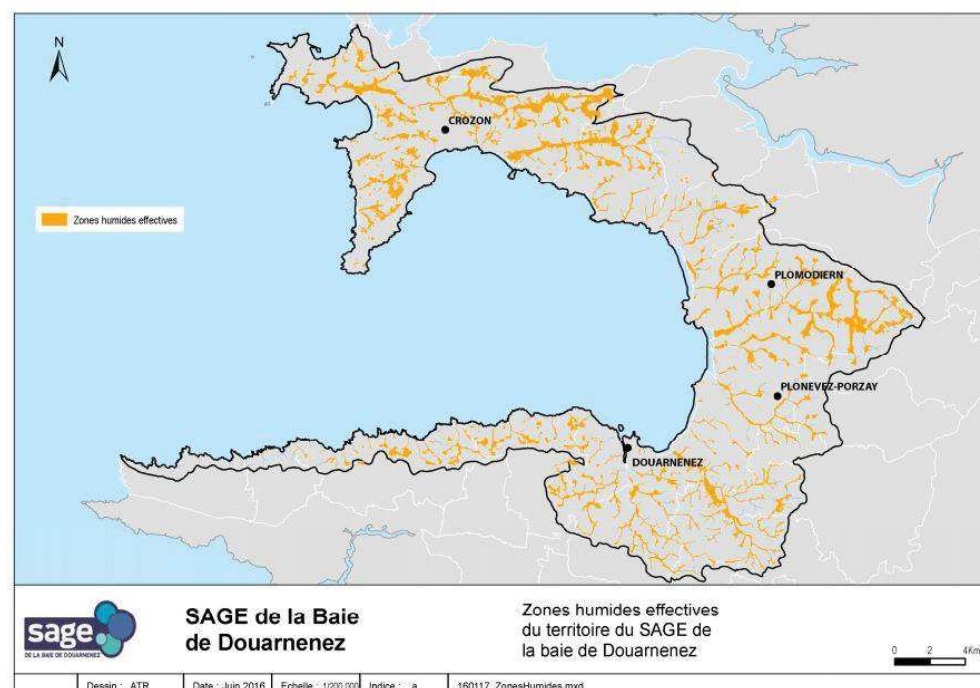 N
CROZON
Zones humides effectives
PLOMODIERN
PLONEVEZ-PORZAY
DOUARNENEZ
sage
DE LA BAIE DE DOUARNENEZ
SAGE de la Baie
de Douarnenez
Zones humides effectives
du territoire du SAGE de
la baie de Douarnenez
0 2 4Km
Dessin : ATR Date : Juin 2016 Echelle : 1/200 000 Indice : a 160117_ZonesHumides.mxd